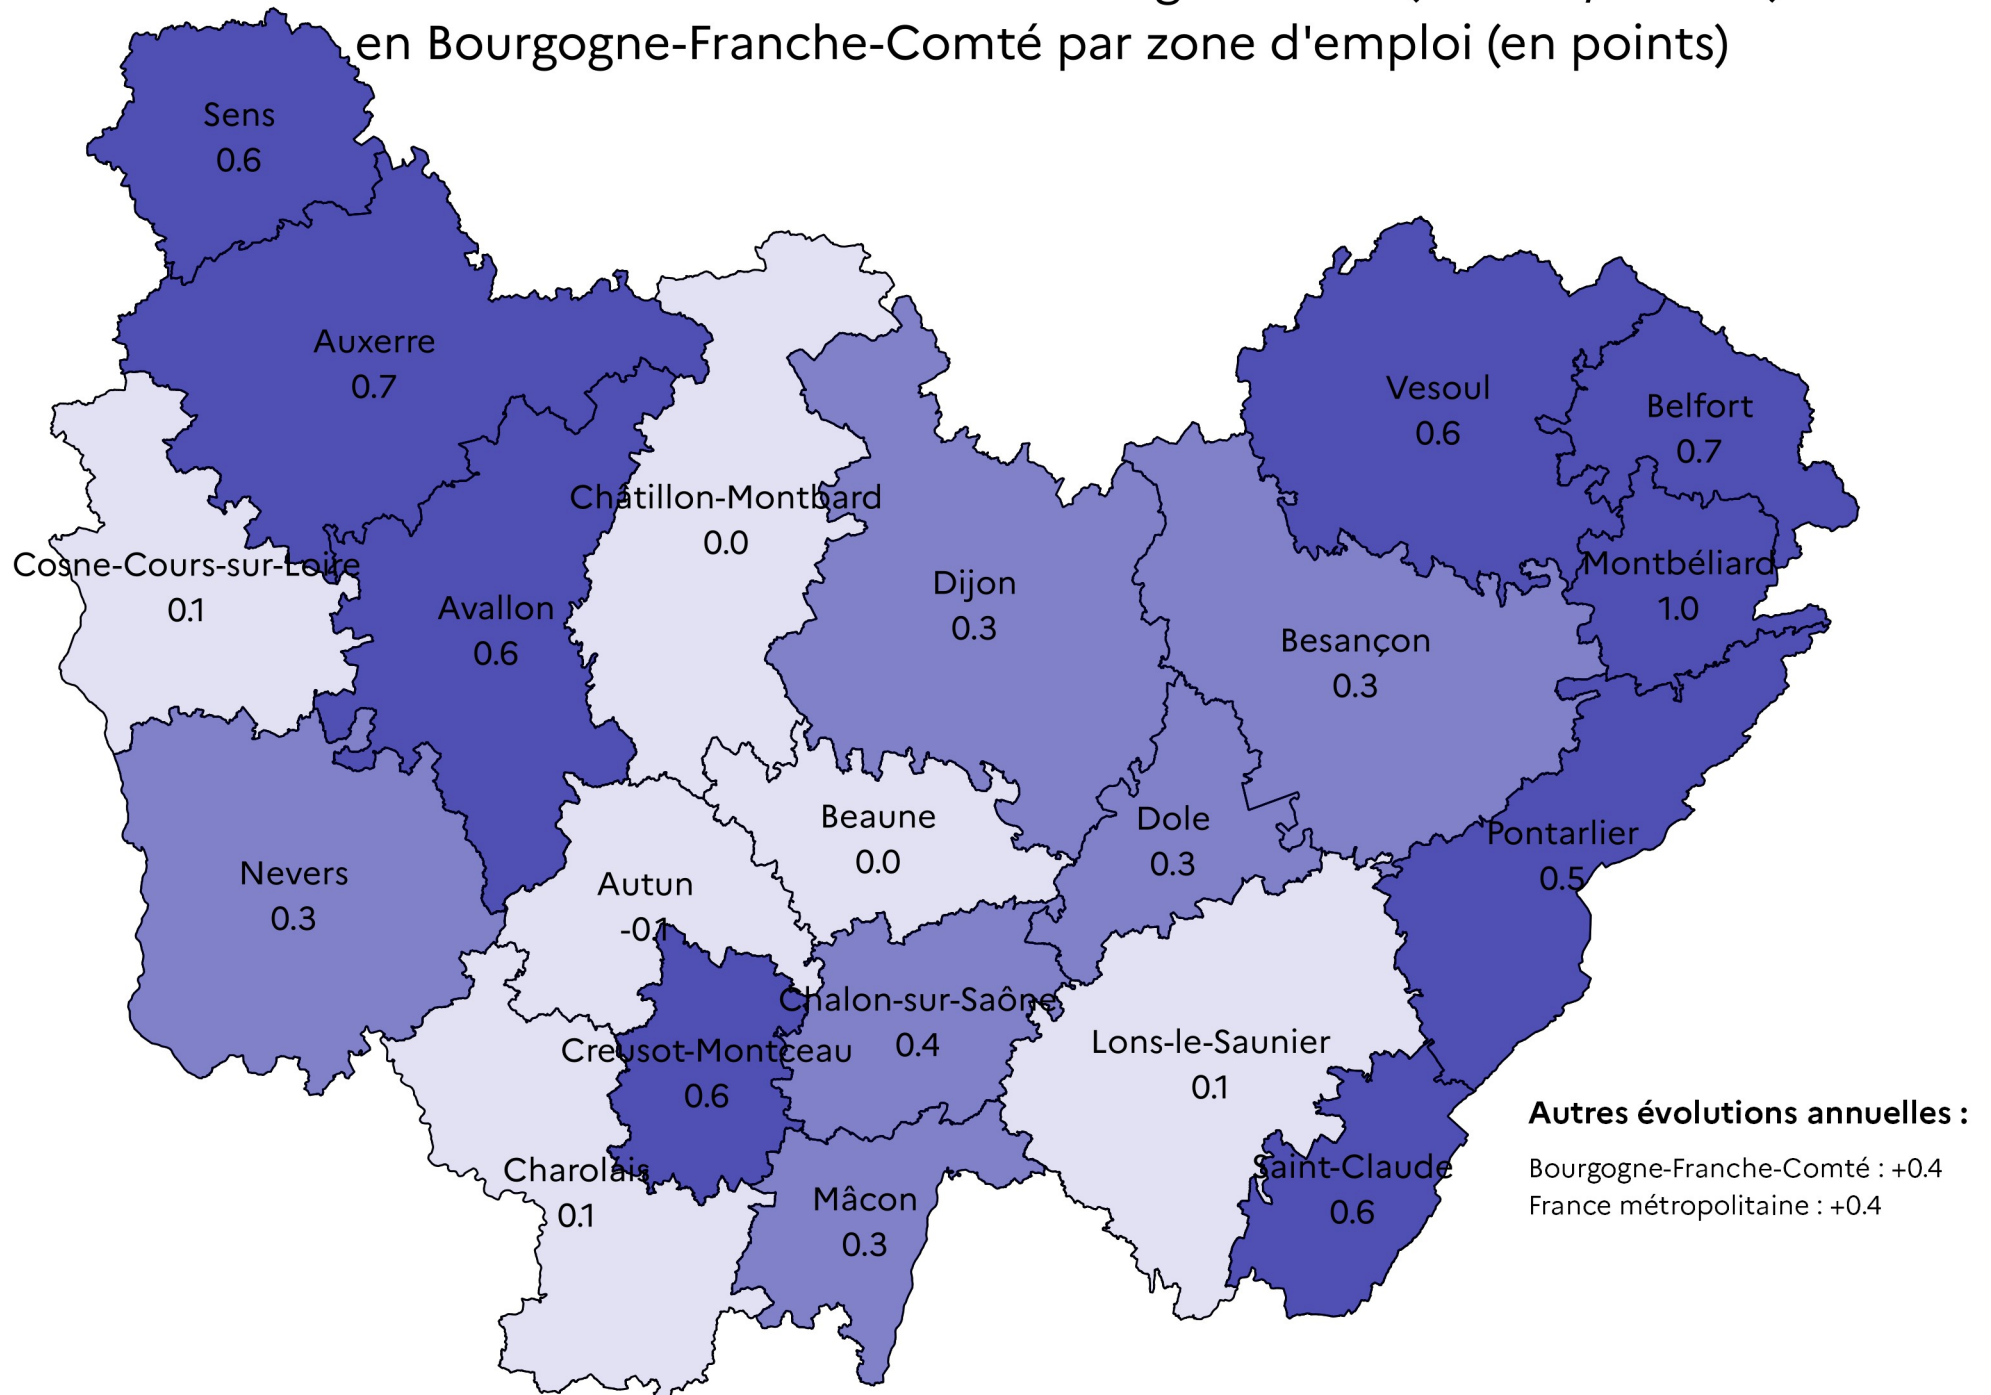 en Bourgogne-Franche-Comté par zone d'emploi (en points)
Sens
0.6
Auxerre
0.7
Vesoul
0.6
Belfort
0.7
Châtillon-Montbard
0.0
Cosne-Cours-sur-Loire
0.1
Avallon
0.6
Dijon
0.3
Montbéliard
1.0
Besançon
0.3
Beaune
0.0
Dole
0.3
Pontarlier
0.5
Nevers
0.3
Autun
-0.1
Chalon-sur-Saône
0.4
Creusot-Montceau
0.6
Lons-le-Saunier
0.1
Charolais
0.1
Mâcon
0.3
Saint-Claude
0.6
Autres évolutions annuelles :
Bourgogne-Franche-Comté : +0.4
France métropolitaine : +0.4